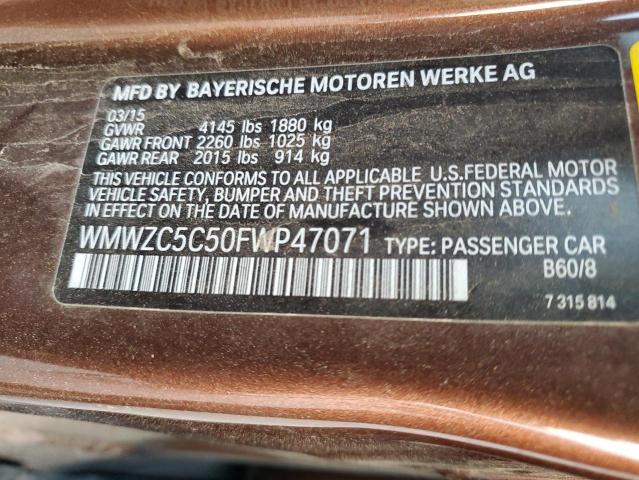 MFD BY BAYERISCHE MOTOREN WERKE AG
03/15
GVWR 4145 lbs 1880 kg
GAWR FRONT 2260 lbs 1025 kg
GAWR REAR 2015 lbs 914 kg
THIS VEHICLE CONFORMS TO ALL APPLICABLE U.S.FEDERAL MOTOR
VEHICLE SAFETY, BUMPER AND THEFT PREVENTION STANDARDS
IN EFFECT ON THE DATE OF MANUFACTURE SHOWN ABOVE.
WMWZC5C50FWP47071 TYPE: PASSENGER CAR
B60/8
7 315 814